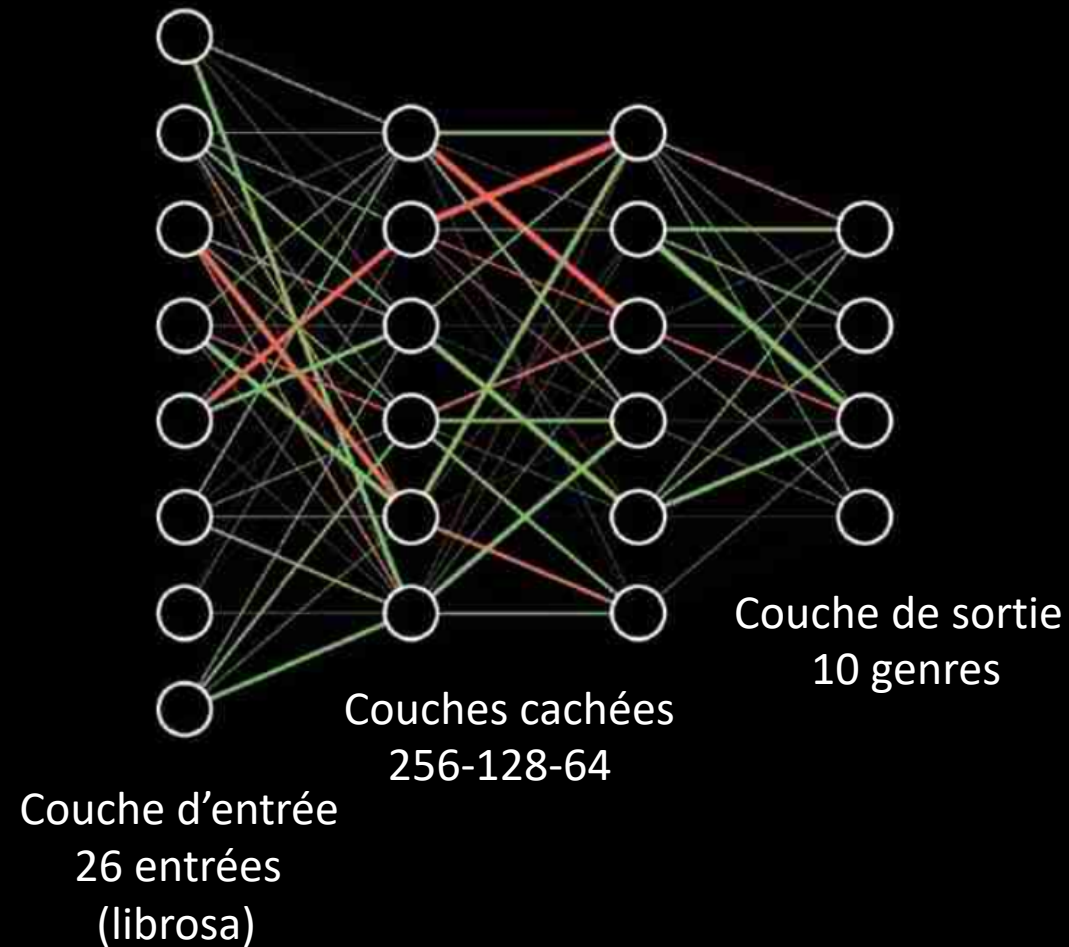 Couche de sortie
10 genres
Couches cachées
256-128-64
Couche d’entrée
26 entrées
(librosa)